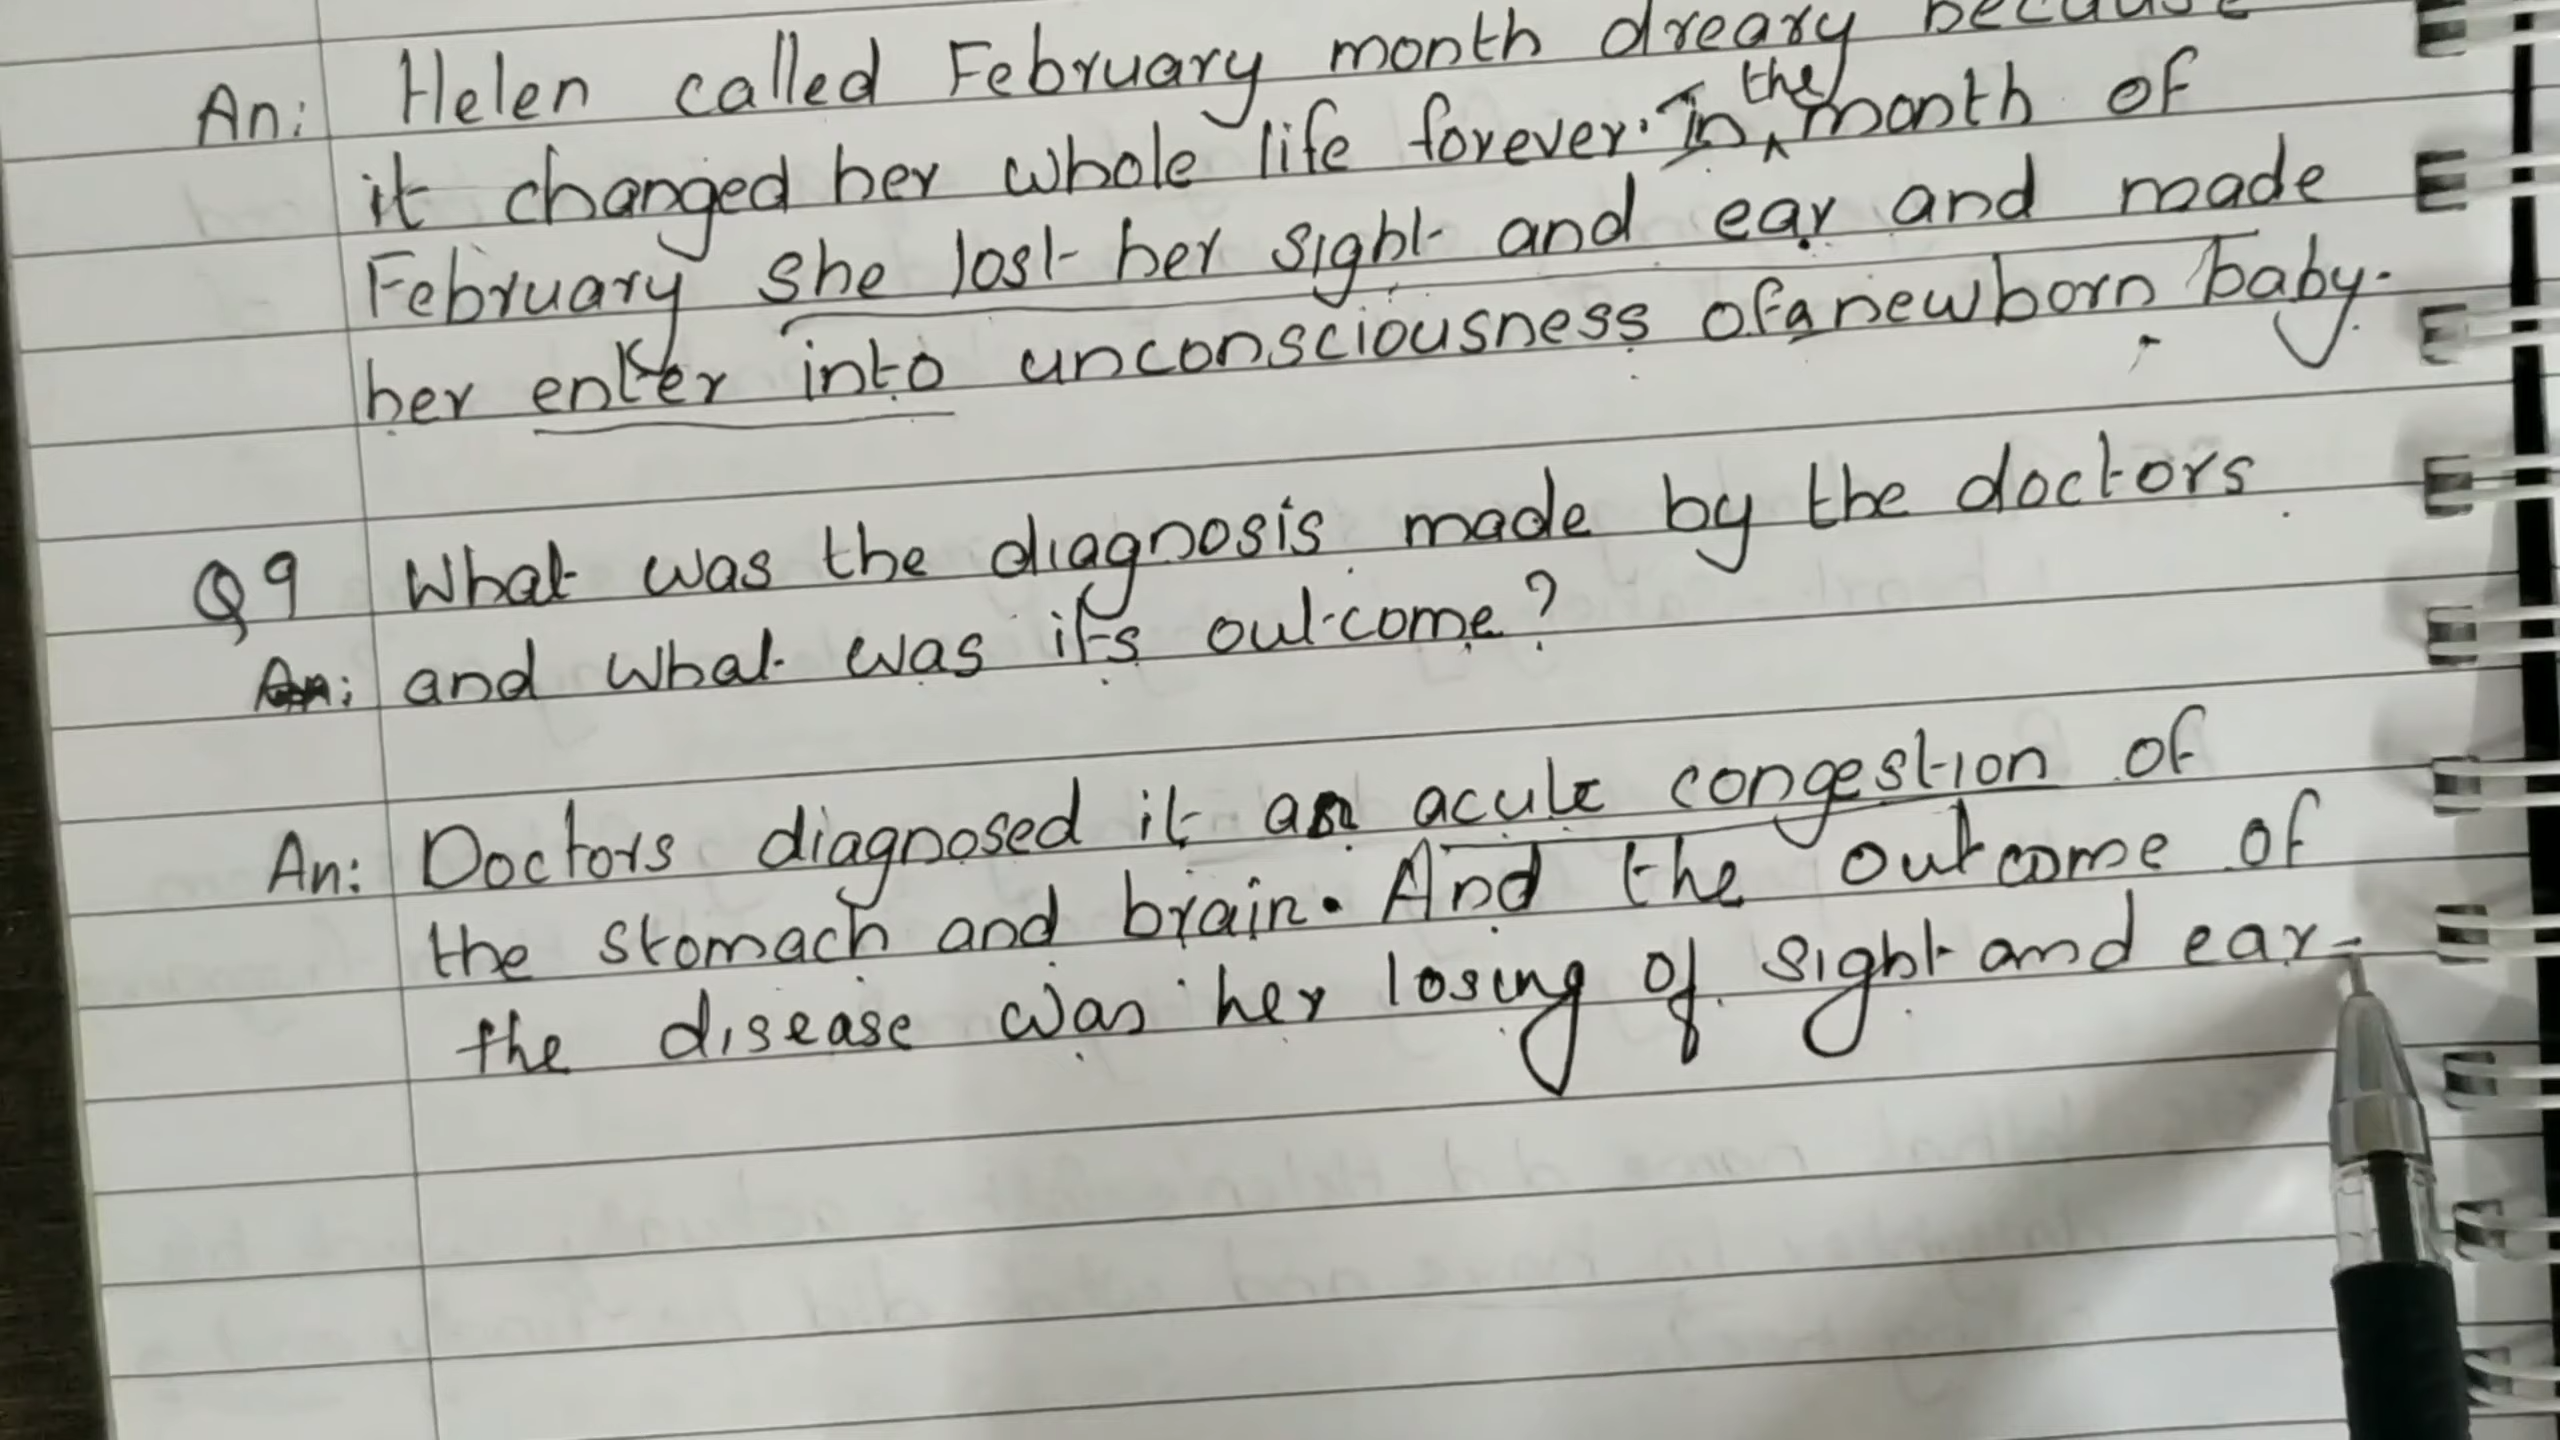 An: Helen called February month dreary because
it changed her whole life forever. In the month of
February she lost her sight and ear and made
her enter into unconsciousness of a newborn baby.
Q9 What was the diagnosis made by the doctors
and what was its outcome?
An: Doctors diagnosed it an acute congestion of
the stomach and brain. And the outcome of
the disease was her losing of sight and ear-